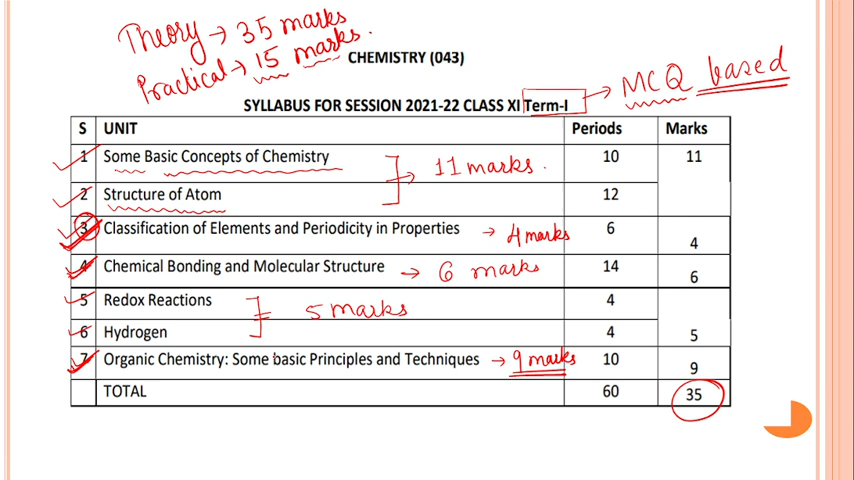 Theory → 35 marks
Practical → 15 marks.
CHEMISTRY (043)
SYLLABUS FOR SESSION 2021-22 CLASS XI Term-I → MCQ based
S UNIT Periods Marks
1 Some Basic Concepts of Chemistry 10 11
→ 11 marks.
2 Structure of Atom 12
3 Classification of Elements and Periodicity in Properties → 4 marks 6 4
4 Chemical Bonding and Molecular Structure → 6 marks 14 6
5 Redox Reactions 4
5 marks
6 Hydrogen 4 5
7 Organic Chemistry: Some basic Principles and Techniques → 9 marks 10 9
TOTAL 60 35